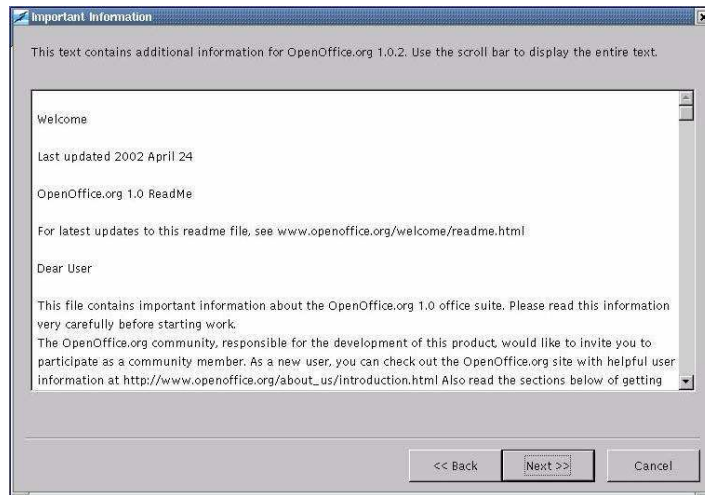 Important Information
This text contains additional information for OpenOffice.org 1.0.2. Use the scroll bar to display the entire text.
Welcome
Last updated 2002 April 24
OpenOffice.org 1.0 ReadMe
For latest updates to this readme file, see www.openoffice.org/welcome/readme.html
Dear User
This file contains important information about the OpenOffice.org 1.0 office suite. Please read this information
very carefully before starting work.
The OpenOffice.org community, responsible for the development of this product, would like to invite you to
participate as a community member. As a new user, you can check out the OpenOffice.org site with helpful user
information at http://www.openoffice.org/about_us/introduction.html Also read the sections below of getting
<< Back
Next >>
Cancel